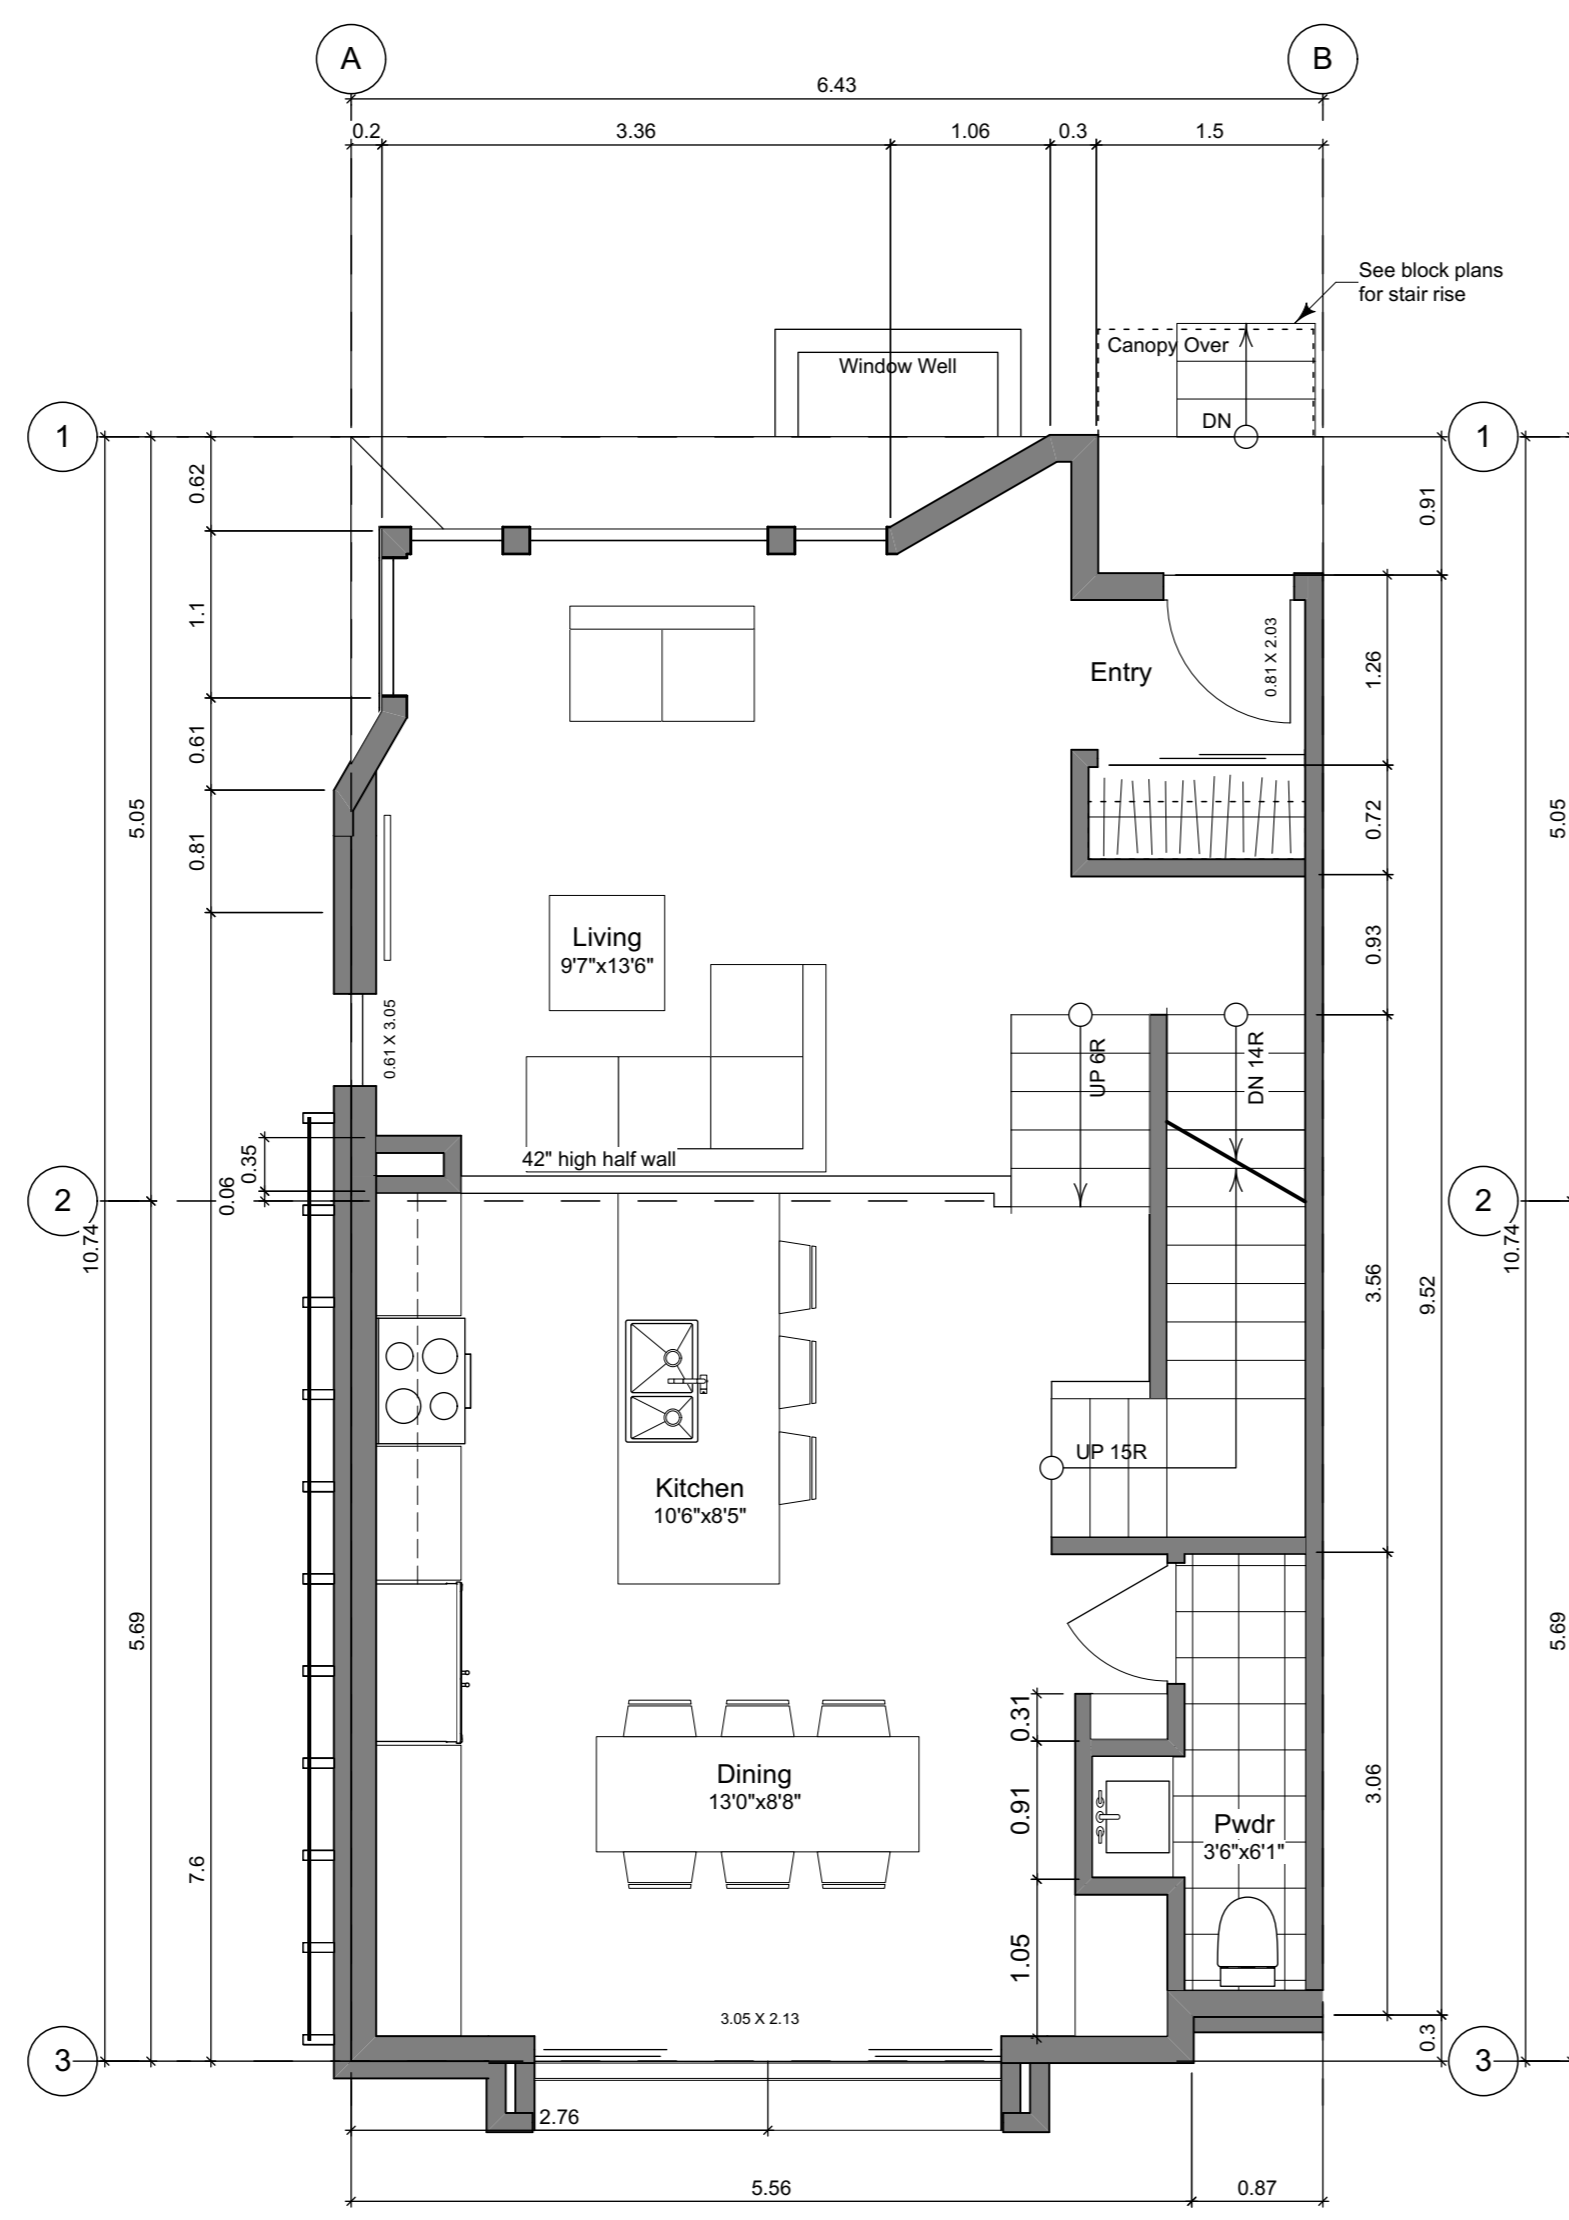 A
B
6.43
0.2
3.36
1.06
0.3
1.5
See block plans
for stair rise
Canopy Over
Window Well
DN
1
1
0.62
0.91
1.1
Entry
0.81 X 2.03
1.26
0.61
5.05
0.81
0.72
5.05
Living
9'7"x13'6"
0.93
0.61 X 3.05
UP 6R
DN 14R
42" high half wall
0.35
0.06
2
2
10.74
10.74
3.56
9.52
Kitchen
10'6"x8'5"
UP 15R
5.69
5.69
0.31
Dining
13'0"x8'8"
0.91
Pwdr
3'6"x6'1"
3.06
7.6
1.05
3.05 X 2.13
0.3
3
3
2.76
5.56
0.87